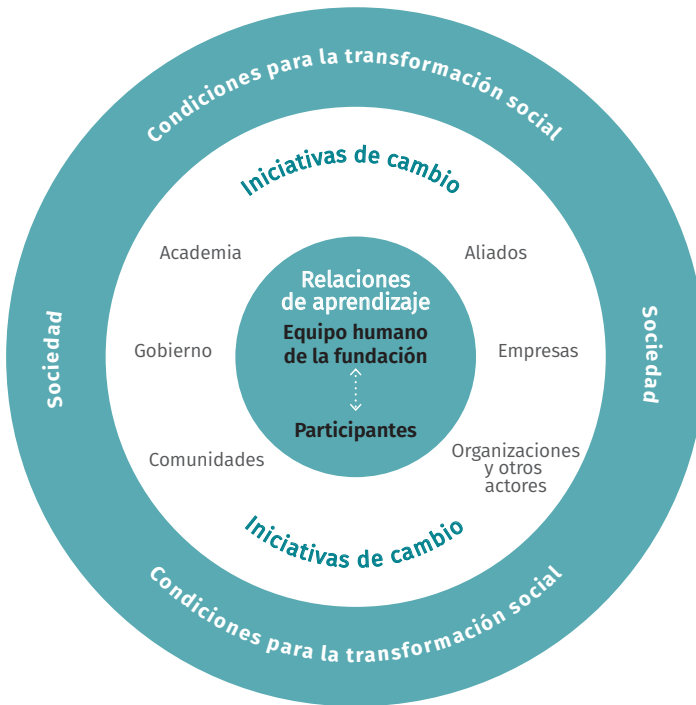 Condiciones para la transformación social
Iniciativas de cambio
Academia
Aliados
Relaciones
de aprendizaje
Equipo humano
de la fundación
Gobierno
Empresas
Sociedad
Sociedad
Participantes
Comunidades
Organizaciones
y otros
actores
Iniciativas de cambio
Condiciones para la transformación social